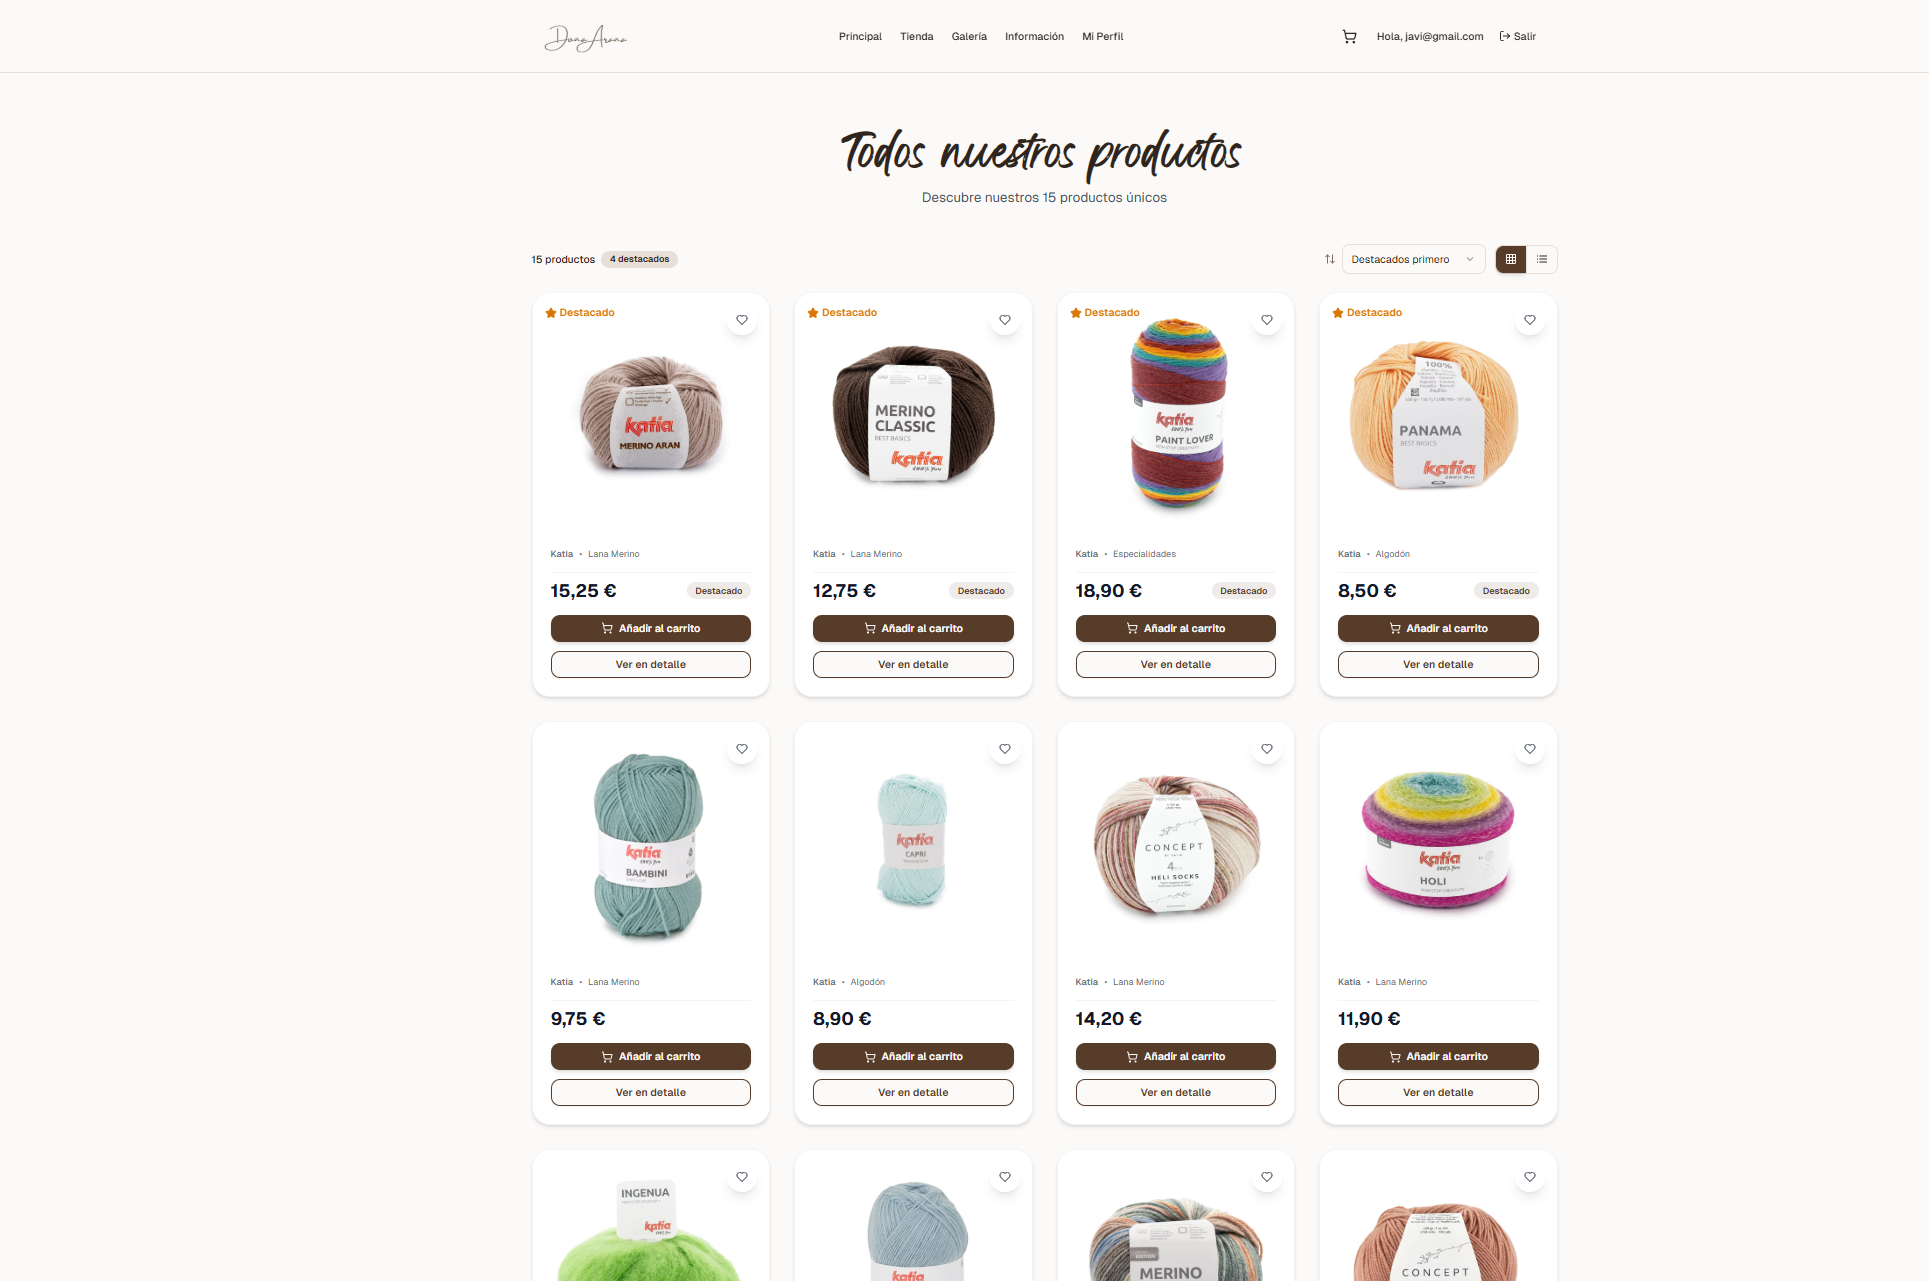 Dona Arana
Principal
Tienda
Galería
Información
Mi Perfil
Hola, javi@gmail.com
Salir
Todos nuestros productos
Descubre nuestros 15 productos únicos
15 productos
4 destacados
Destacados primero
Destacado
katia
MERINO ARAN
Katia • Lana Merino
15,25 €
Destacado
Añadir al carrito
Ver en detalle
Destacado
MERINO
CLASSIC
BEST BASICS
katia
Katia • Lana Merino
12,75 €
Destacado
Añadir al carrito
Ver en detalle
Destacado
katia
PAINT LOVER
Katia • Especialidades
18,90 €
Destacado
Añadir al carrito
Ver en detalle
Destacado
100%
PANAMA
BEST BASICS
katia
Katia • Algodón
8,50 €
Destacado
Añadir al carrito
Ver en detalle
katia
BAMBINI
Katia • Lana Merino
9,75 €
Añadir al carrito
Ver en detalle
katia
CAPRI
Katia • Algodón
8,90 €
Añadir al carrito
Ver en detalle
CONCEPT
4
HELI SOCKS
Katia • Lana Merino
14,20 €
Añadir al carrito
Ver en detalle
katia
HOLI
Katia • Lana Merino
11,90 €
Añadir al carrito
Ver en detalle
INGENUA
katia
katia
EDITION
MERINO
CONCEPT